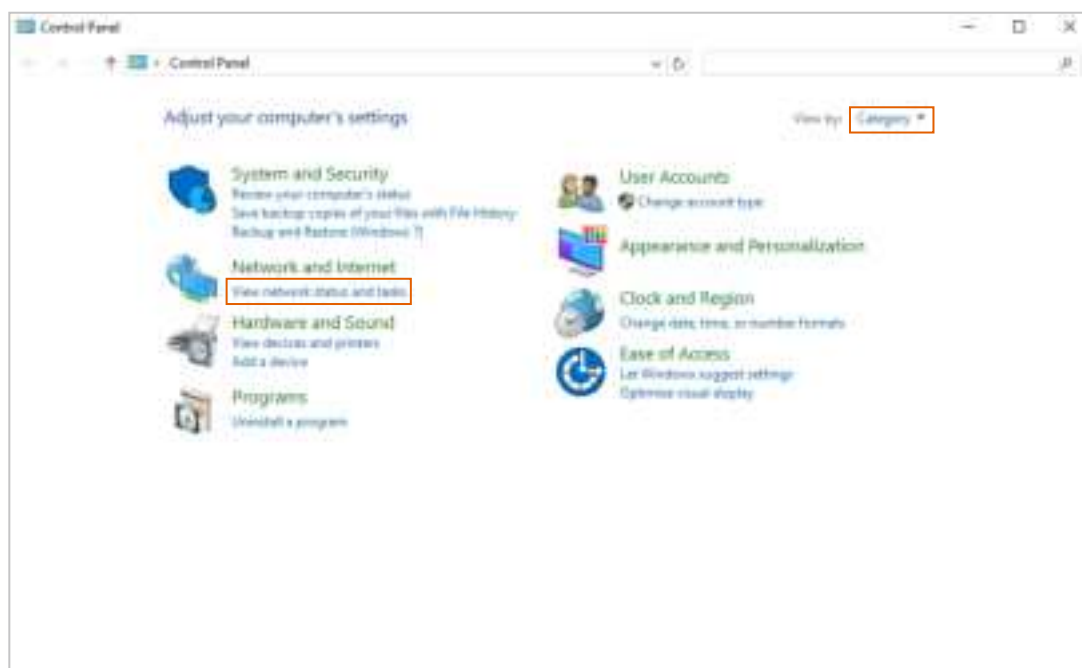 Control Panel
Control Panel
Adjust your computer's settings
View by: Category
System and Security
Review your computer's status
Save backup copies of your files with File History
Backup and Restore (Windows 7)
Network and Internet
View network status and tasks
Hardware and Sound
View devices and printers
Add a device
Programs
Uninstall a program
User Accounts
Change account type
Appearance and Personalization
Clock and Region
Change date, time, or number formats
Ease of Access
Let Windows suggest settings
Optimise visual display